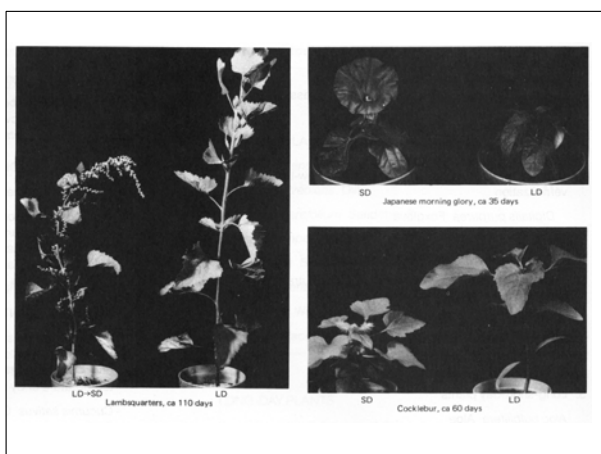 LD→SD LD
Lambsquarters, ca 110 days
SD LD
Japanese morning glory, ca 35 days
SD LD
Cocklebur, ca 60 days